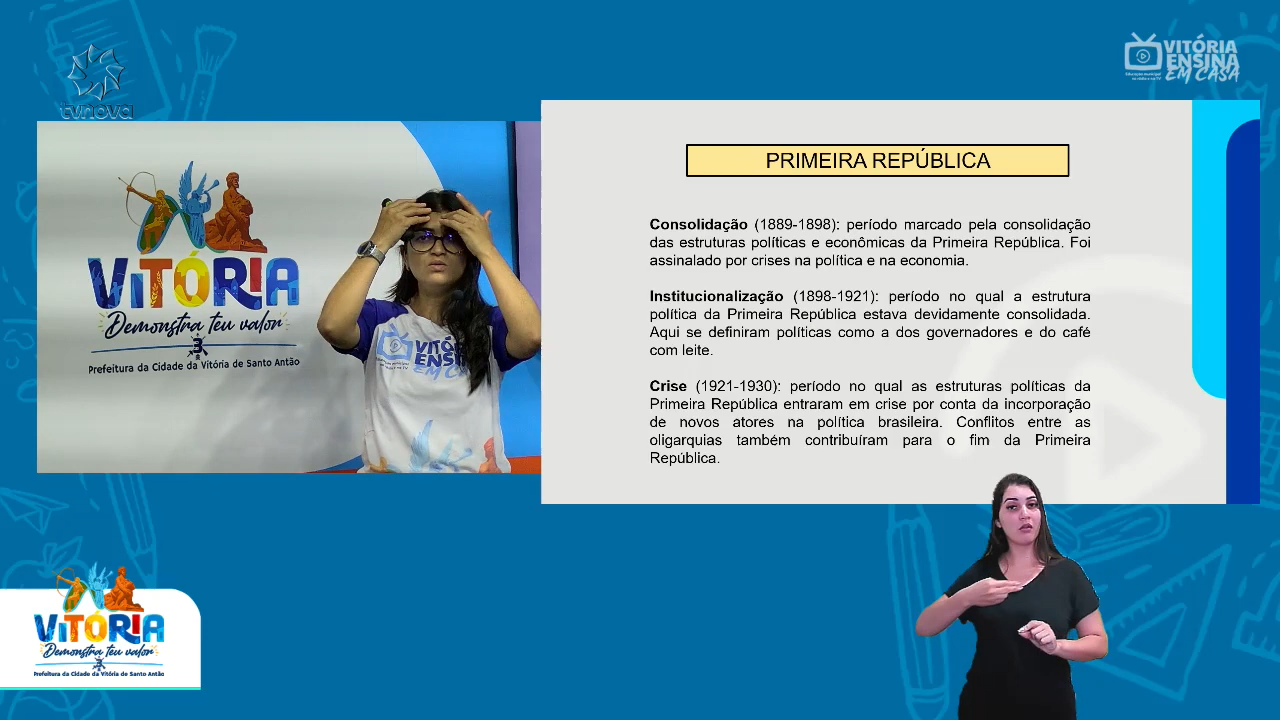 tvnova
VITÓRIA
ENSINA
EM CASA
VITÓRIA
Demonstra teu valor
Prefeitura da Cidade da Vitória de Santo Antão
PRIMEIRA REPÚBLICA
Consolidação (1889-1898): período marcado pela consolidação
das estruturas políticas e econômicas da Primeira República. Foi
assinalado por crises na política e na economia.
Institucionalização (1898-1921): período no qual a estrutura
política da Primeira República estava devidamente consolidada.
Aqui se definiram políticas como a dos governadores e do café
com leite.
Crise (1921-1930): período no qual as estruturas políticas da
Primeira República entraram em crise por conta da incorporação
de novos atores na política brasileira. Conflitos entre as
oligarquias também contribuíram para o fim da Primeira
República.
VITÓRIA
Demonstra teu valor
Prefeitura da Cidade da Vitória de Santo Antão